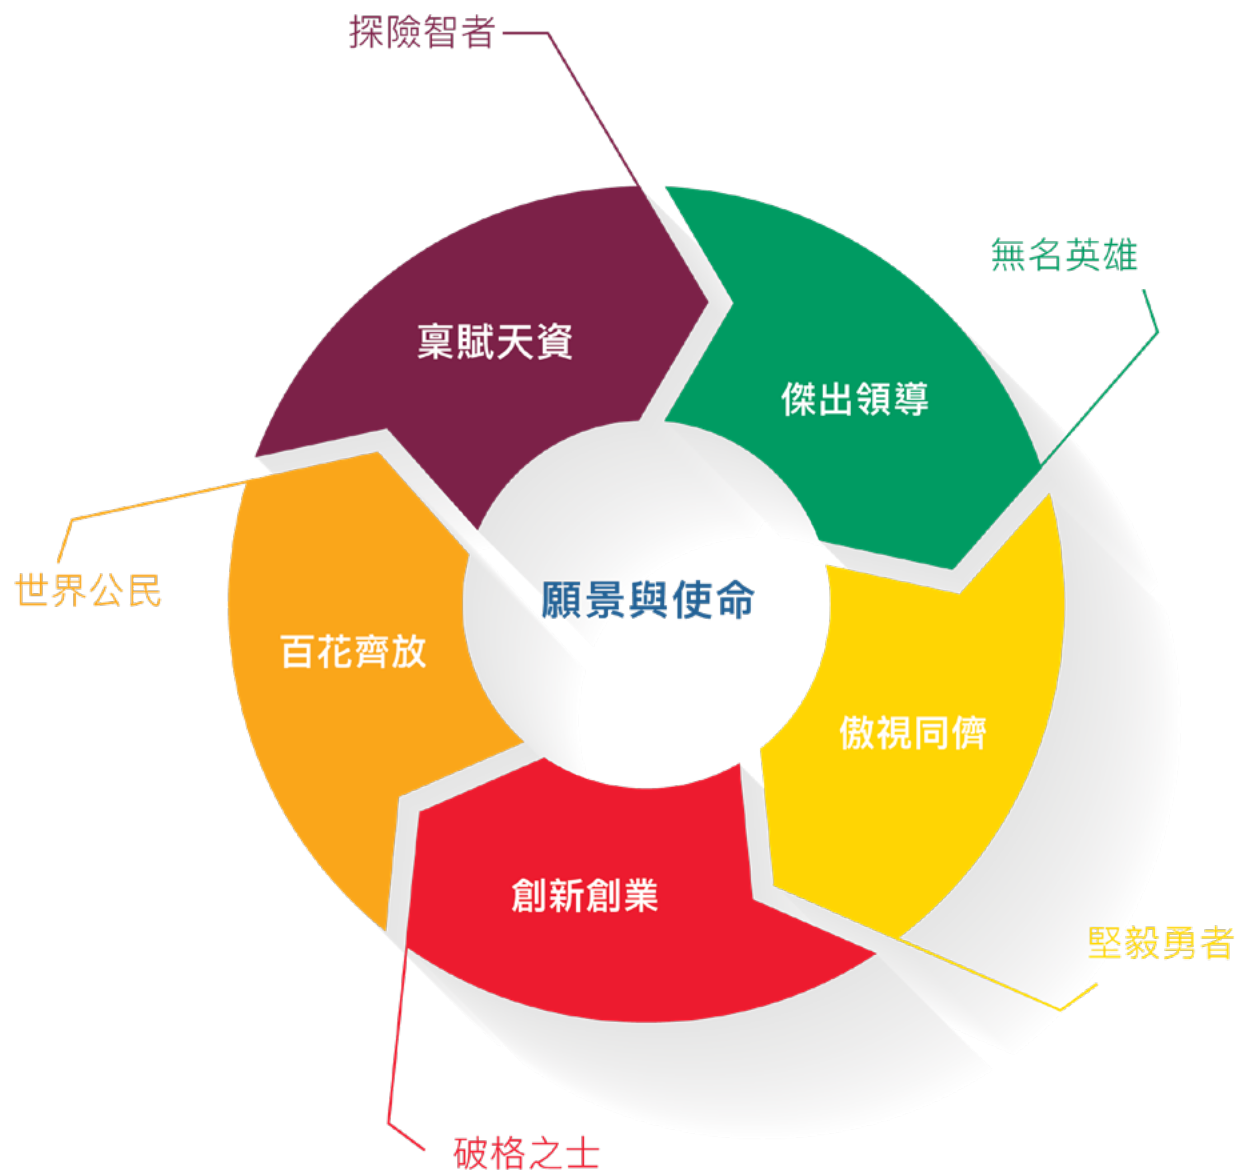 探險智者
無名英雄
稟賦天資
傑出領導
世界公民
願景與使命
百花齊放
傲視同儕
創新創業
堅毅勇者
破格之士